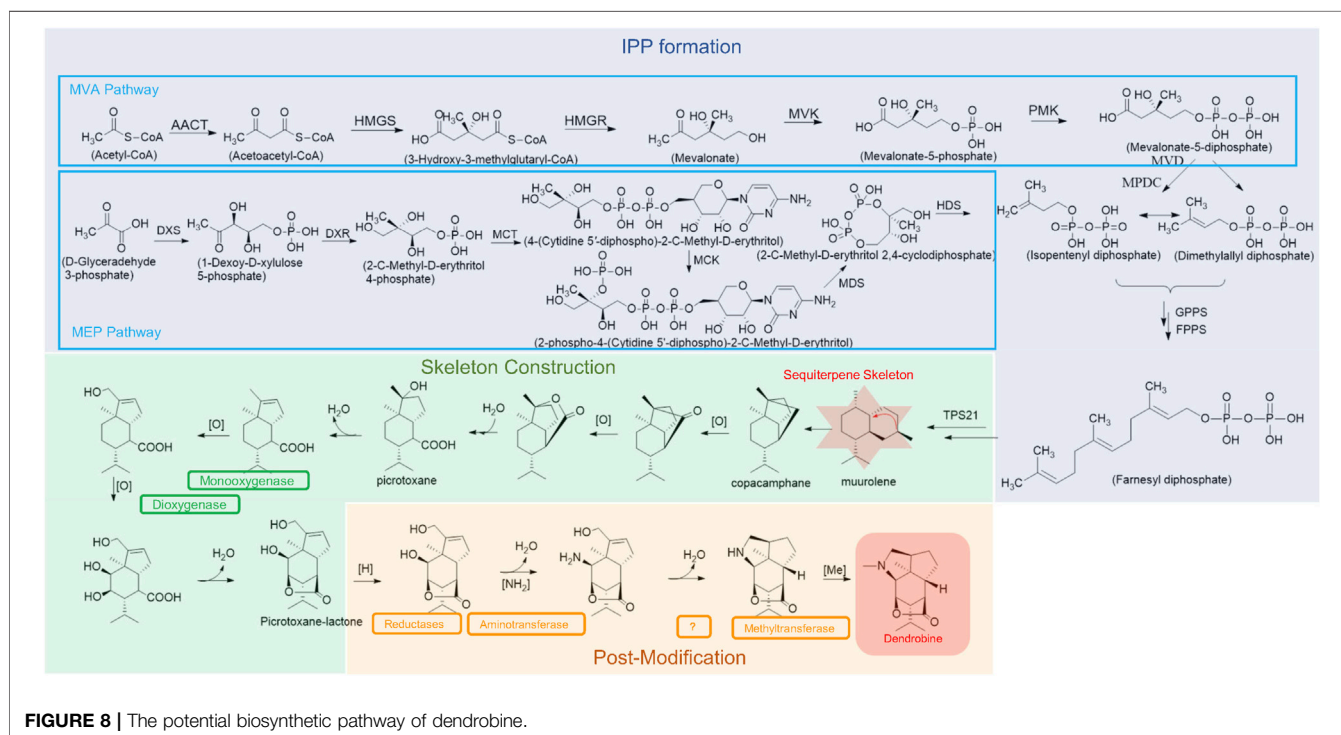 IPP formation
MVA Pathway
AACT
HMGS
HMGR
MVK
PMK
(Acetyl-CoA)
(Acetoacetyl-CoA)
(3-Hydroxy-3-methylglutaryl-CoA)
(Mevalonate)
(Mevalonate-5-phosphate)
(Mevalonate-5-diphosphate)
MVD
MPDC
DXS
DXR
MCT
MCK
MDS
HDS
(D-Glyceradehyde
3-phosphate)
(1-Dexoy-D-xylulose
5-phosphate)
(2-C-Methyl-D-erythritol
4-phosphate)
(4-(Cytidine 5'-diphospho)-2-C-Methyl-D-erythritol)
(2-C-Methyl-D-erythritol 2,4-cyclodiphosphate)
(2-phospho-4-(Cytidine 5'-diphospho)-2-C-Methyl-D-erythritol)
MEP Pathway
(Isopentenyl diphosphate)
(Dimethylallyl diphosphate)
GPPS
FPPS
(Farnesyl diphosphate)
TPS21
Skeleton Construction
Sequiterpene Skeleton
muurolene
copacamphane
[O]
[O]
H₂O
picrotoxane
H₂O
[O]
Monooxygenase
[O]
Dioxygenase
H₂O
Picrotoxane-lactone
[H]
Reductases
H₂O
[NH₂]
Aminotransferase
H₂O
?
[Me]
Methyltransferase
Dendrobine
Post-Modification
FIGURE 8 | The potential biosynthetic pathway of dendrobine.